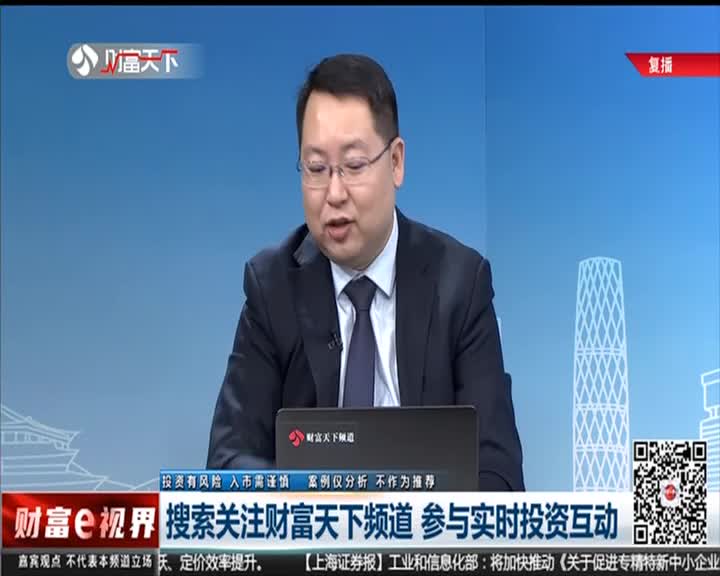 财富天下
复播
财富天下频道
投资有风险 入市需谨慎 案例仅分析 不作为推荐
财富e视界
搜索关注财富天下频道 参与实时投资互动
嘉宾观点 不代表本频道立场
、定价效率提升。 【上海证券报】工业和信息化部：将加快推动《关于促进专精特新中小企业